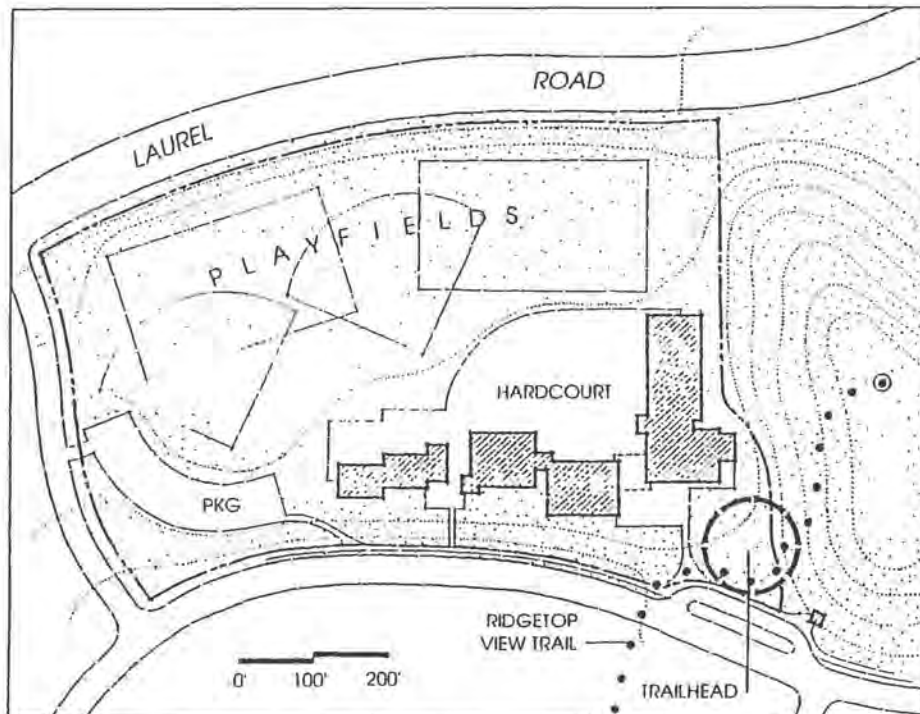 ROAD
LAUREL
PLAYFIELDS
HARDCOURT
PKG
RIDGETOP
VIEW TRAIL
0' 100' 200'
TRAILHEAD